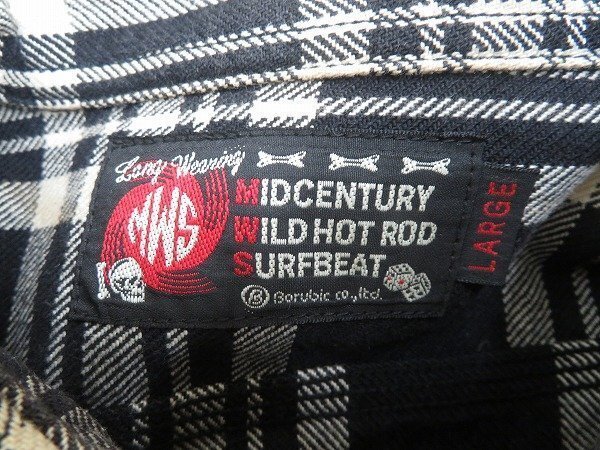 Long Wearing
MWS
MIDCENTURY
WILD HOT ROD
SURFBEAT
B Borubic co., ltd.
LARGE